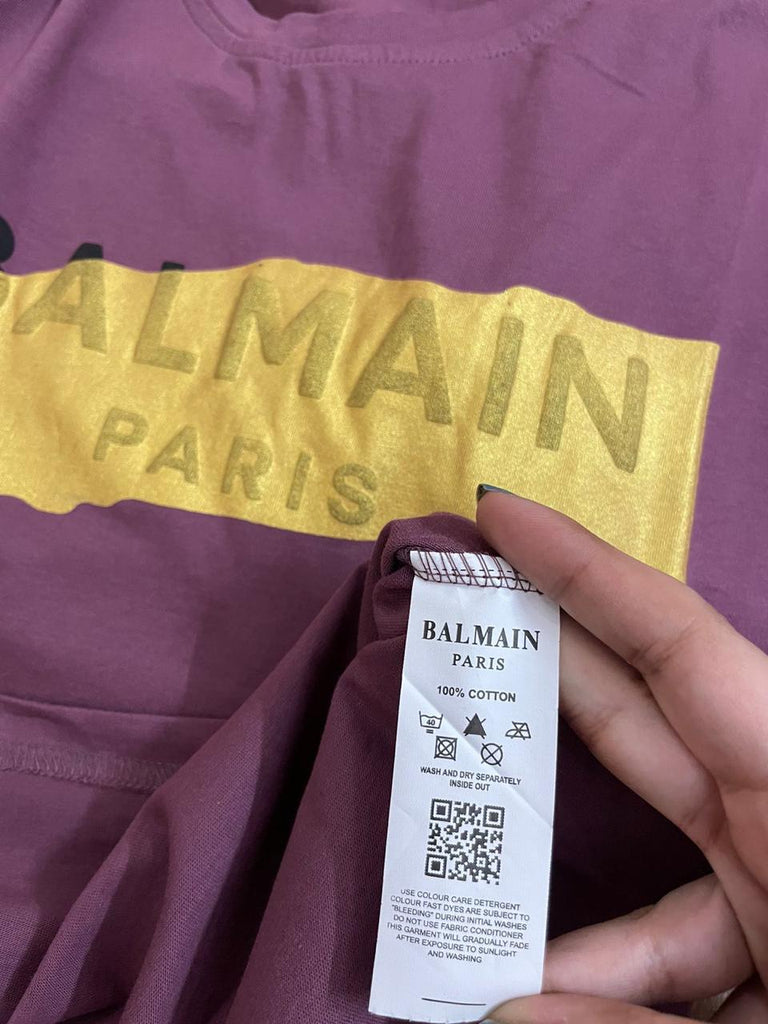 BALMAIN
PARIS
BALMAIN
PARIS
100% COTTON
40
WASH AND DRY SEPARATELY
INSIDE OUT
USE COLOUR CARE DETERGENT
COLOUR FAST DYES ARE SUBJECT TO
"BLEEDING" DURING INITIAL WASHES
DO NOT USE FABRIC CONDITIONER
THIS GARMENT WILL GRADUALLY FADE
AFTER EXPOSURE TO SUNLIGHT
AND WASHING